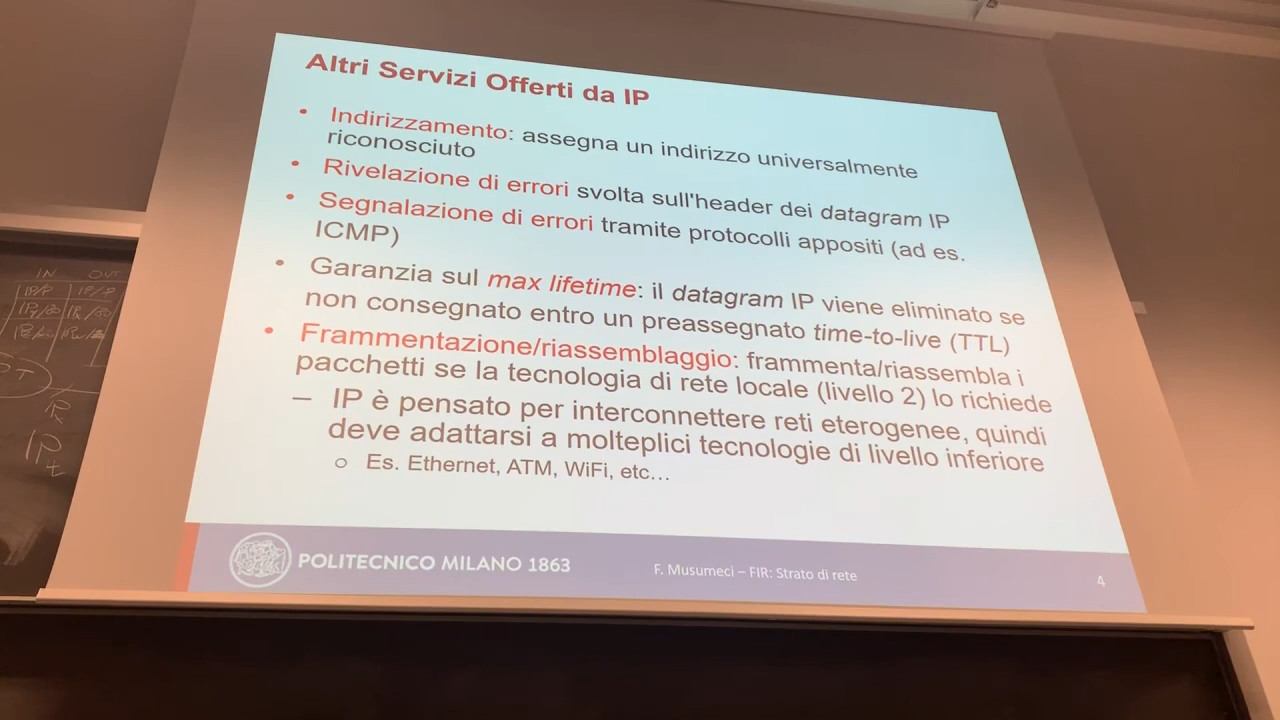 Altri Servizi Offerti da IP
• Indirizzamento: assegna un indirizzo universalmente
riconosciuto
• Rivelazione di errori svolta sull'header dei datagram IP
• Segnalazione di errori tramite protocolli appositi (ad es.
ICMP)
• Garanzia sul max lifetime: il datagram IP viene eliminato se
non consegnato entro un preassegnato time-to-live (TTL)
• Frammentazione/riassemblaggio: frammenta/riassembla i
pacchetti se la tecnologia di rete locale (livello 2) lo richiede
– IP è pensato per interconnettere reti eterogenee, quindi
deve adattarsi a molteplici tecnologie di livello inferiore
○ Es. Ethernet, ATM, WiFi, etc...
POLITECNICO MILANO 1863
F. Musumeci – FIR: Strato di rete
4
IN OUT